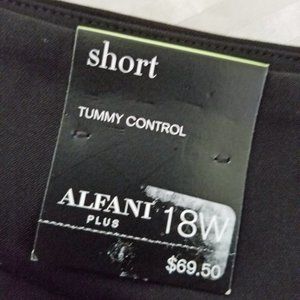 short
TUMMY CONTROL
ALFANI
PLUS
18W
$69.50